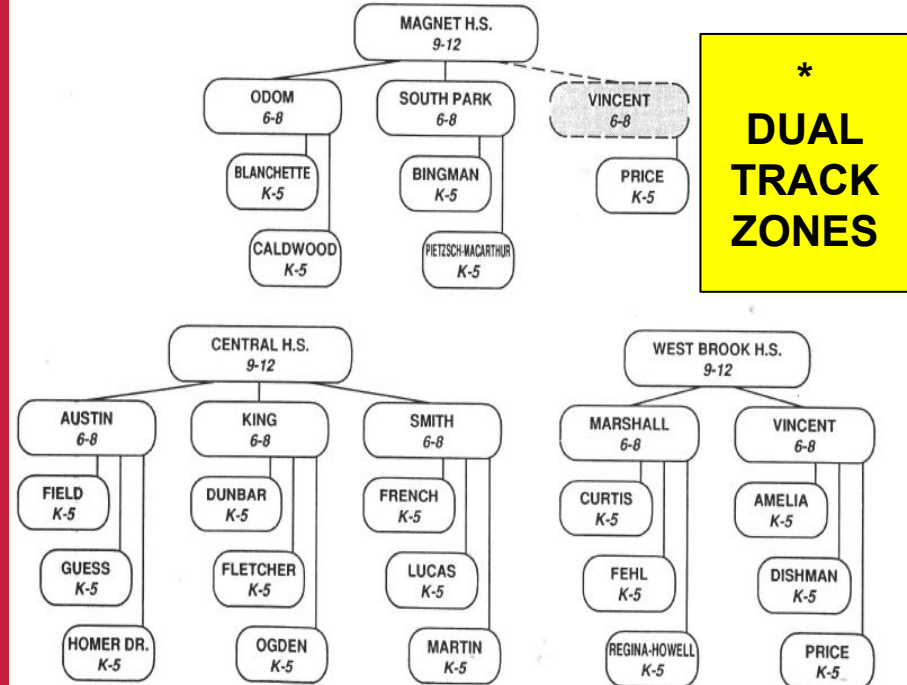 MAGNET H.S.
9-12
ODOM
6-8
SOUTH PARK
6-8
VINCENT
6-8
BLANCHETTE
K-5
BINGMAN
K-5
PRICE
K-5
CALDWOOD
K-5
PIETZSCH-MACARTHUR
K-5
*
DUAL
TRACK
ZONES
CENTRAL H.S.
9-12
AUSTIN
6-8
KING
6-8
SMITH
6-8
FIELD
K-5
DUNBAR
K-5
FRENCH
K-5
GUESS
K-5
FLETCHER
K-5
LUCAS
K-5
HOMER DR.
K-5
OGDEN
K-5
MARTIN
K-5
WEST BROOK H.S.
9-12
MARSHALL
6-8
VINCENT
6-8
CURTIS
K-5
AMELIA
K-5
FEHL
K-5
DISHMAN
K-5
REGINA-HOWELL
K-5
PRICE
K-5